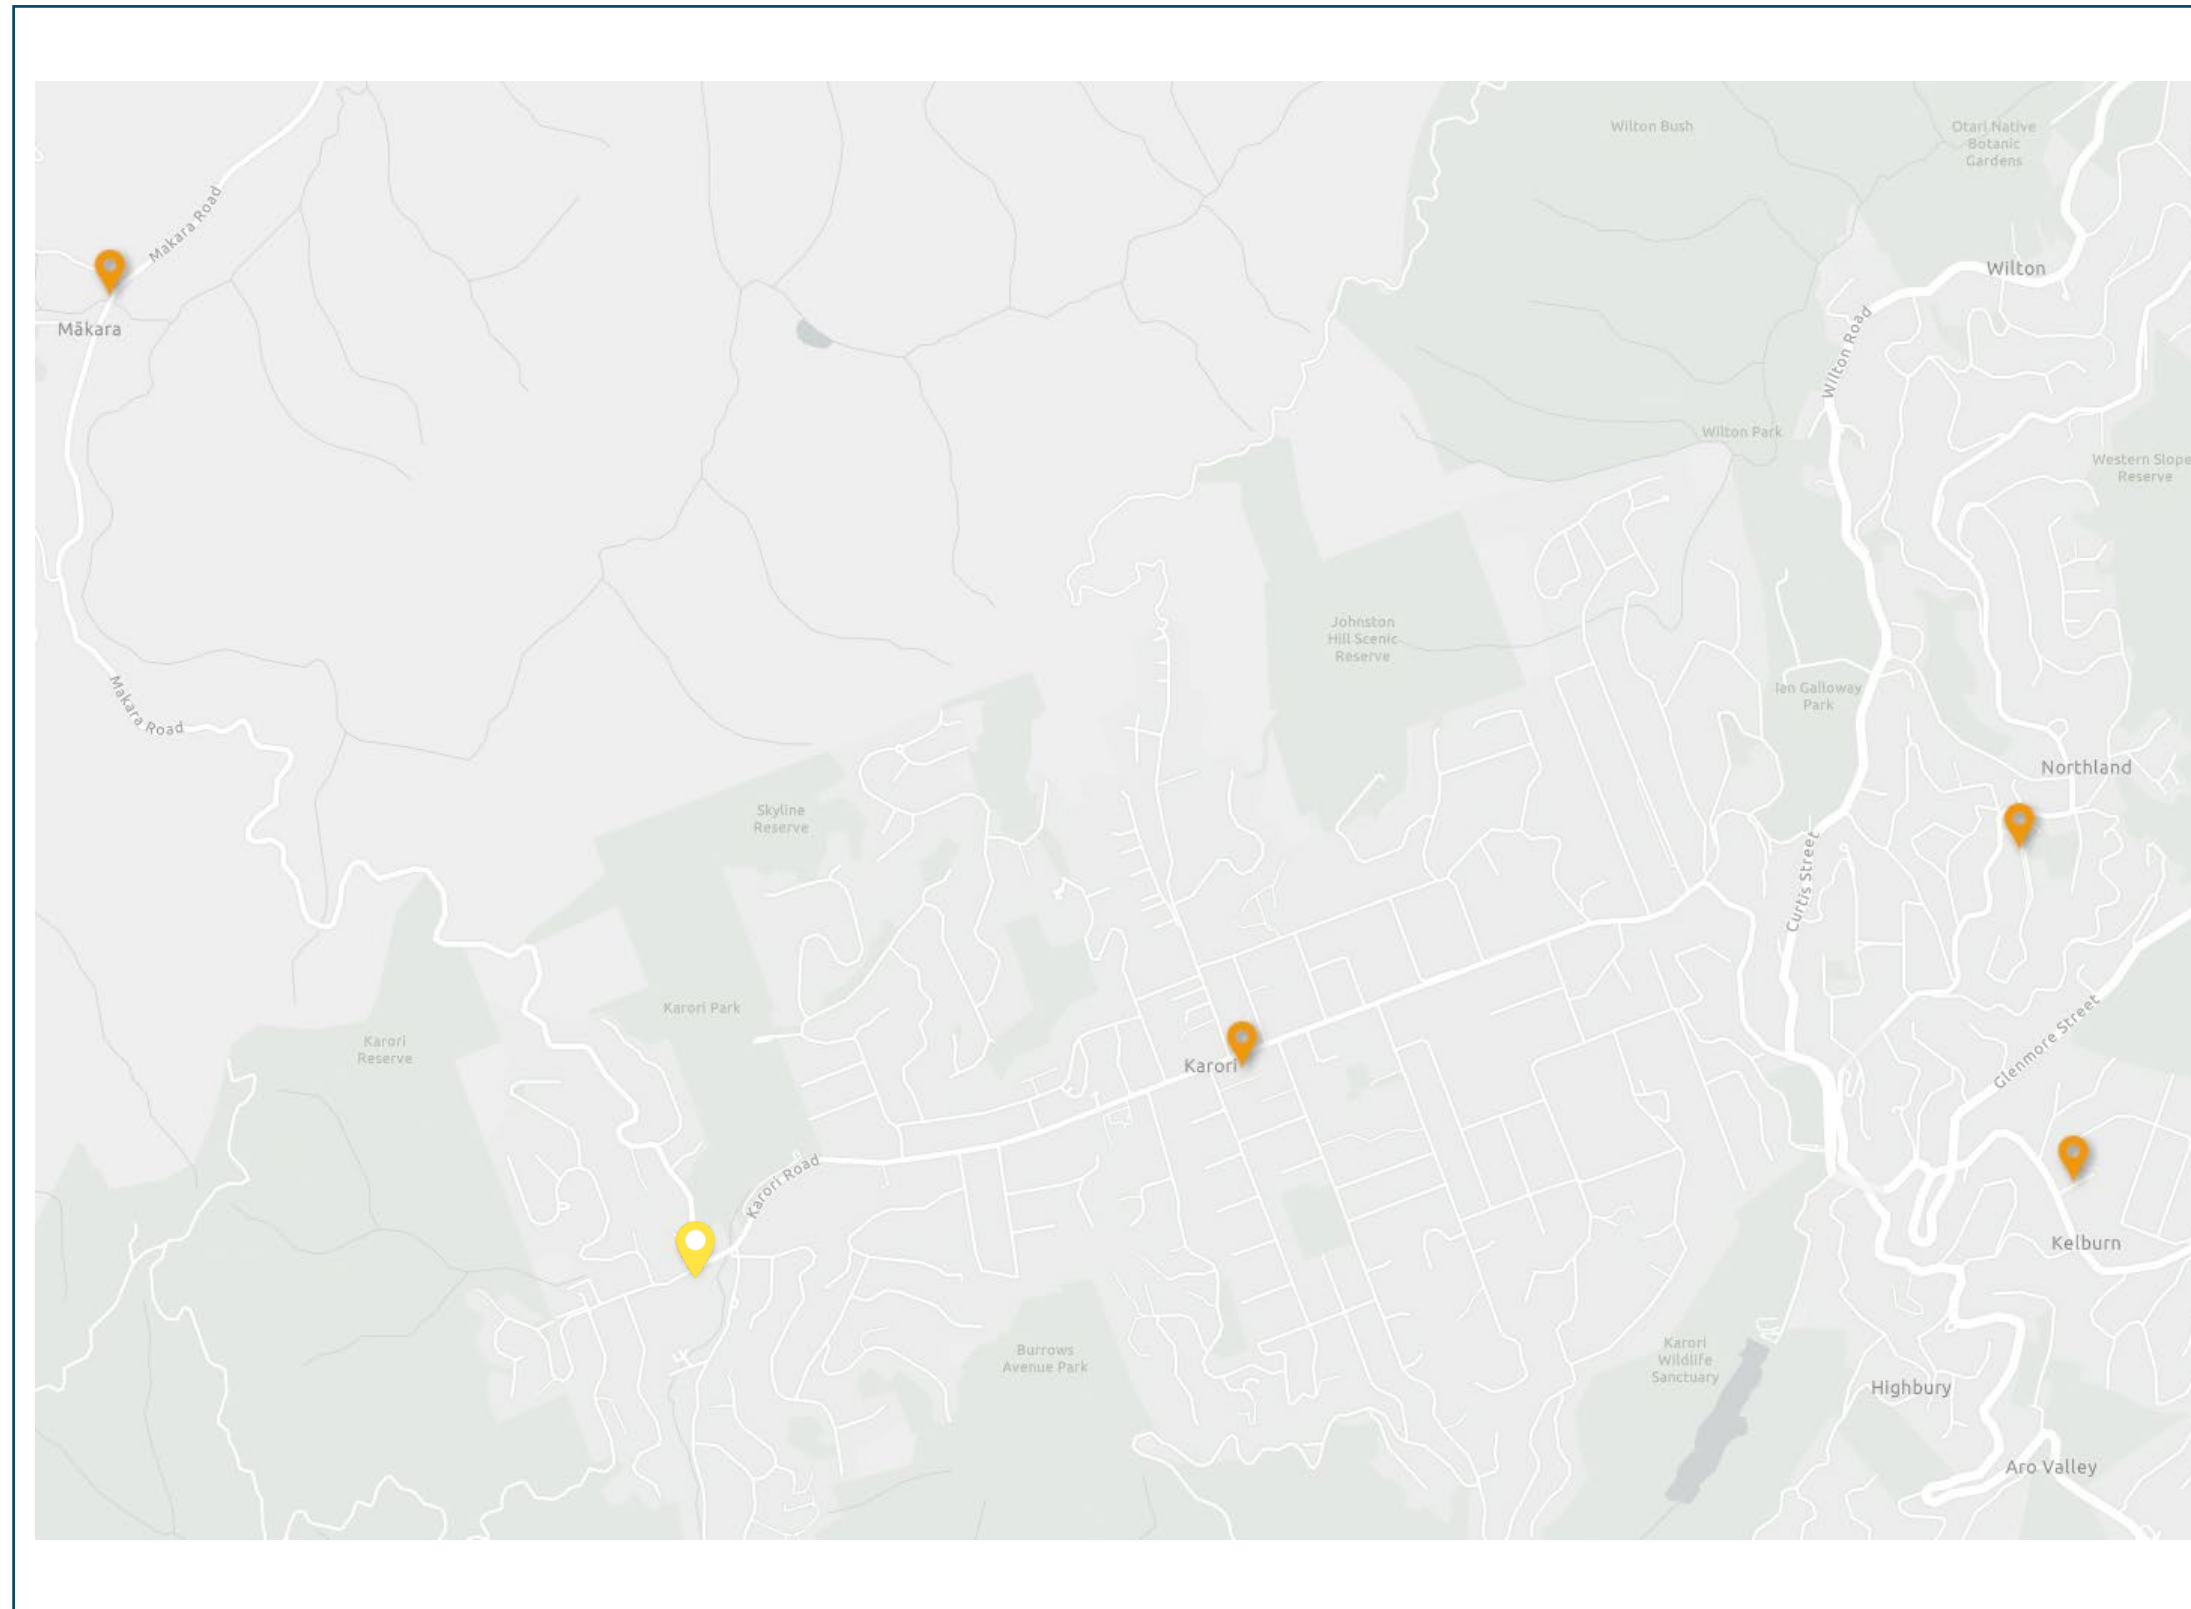 Wilton Bush
Otari Native
Botanic
Gardens
Makara Road
Wilton
Mākara
Wilton Road
Wilton Park
Western Slope
Reserve
Johnston
Hill Scenic
Reserve
Makara Road
Ian Galloway
Park
Northland
Skyline
Reserve
Curtis Street
Karori Park
Karori
Reserve
Karori
Glenmore Street
Karori Road
Kelburn
Burrows
Avenue Park
Karori
Wildlife
Sanctuary
Highbury
Aro Valley